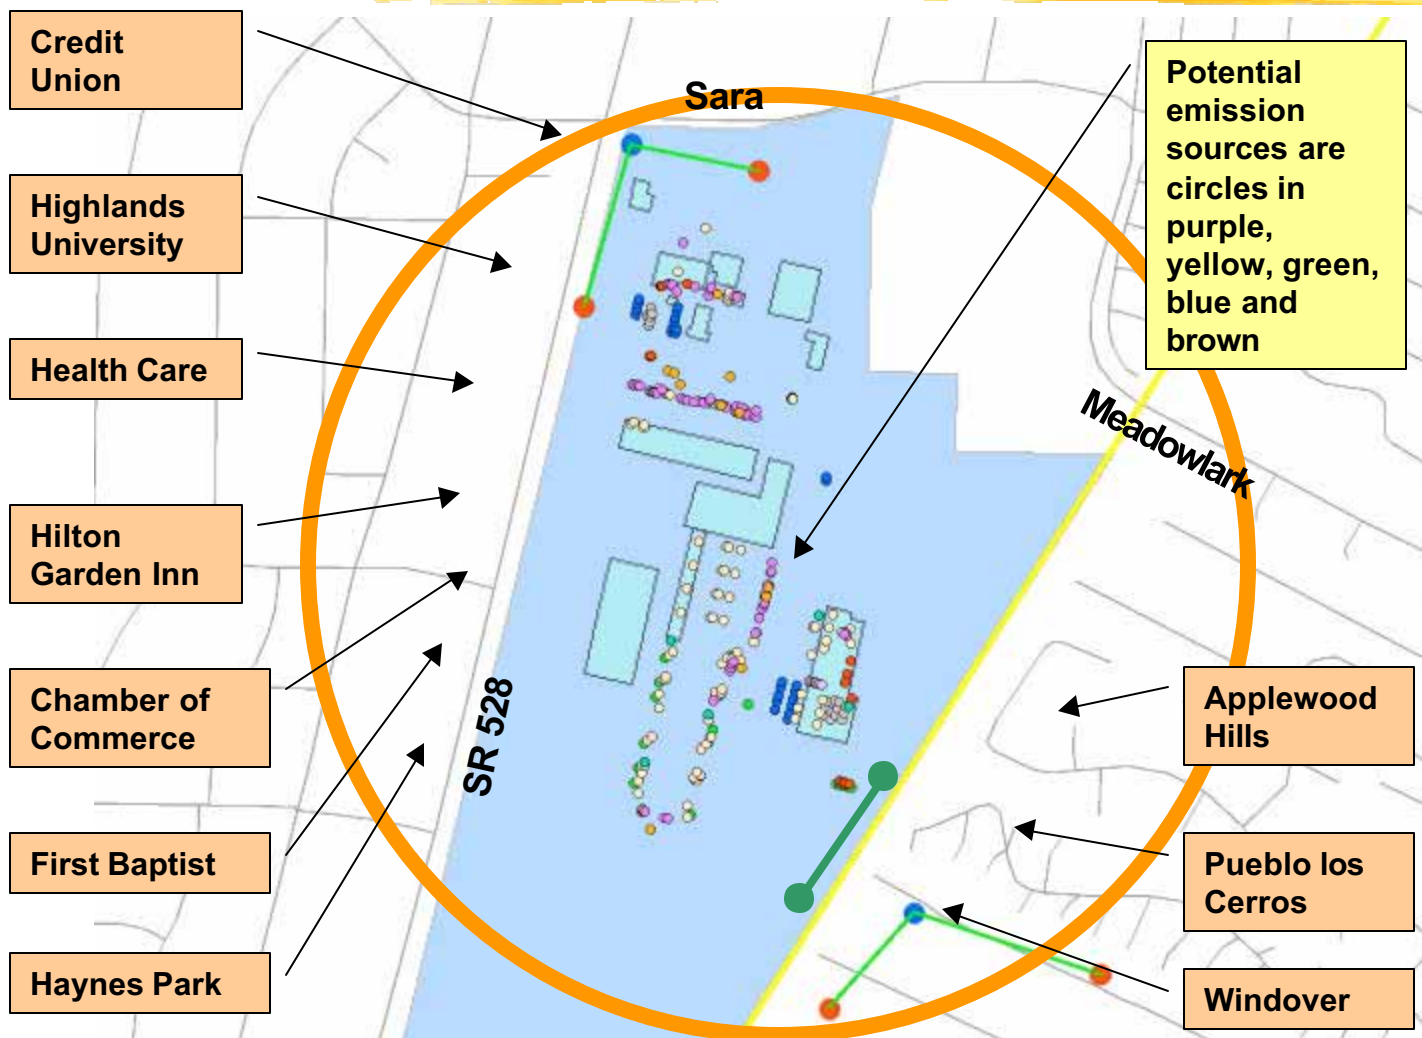 Credit
Union
Highlands
University
Health Care
Hilton
Garden Inn
Chamber of
Commerce
First Baptist
Haynes Park
Sara
SR 528
Meadowlark
Potential
emission
sources are
circles in
purple,
yellow, green,
blue and
brown
Applewood
Hills
Pueblo los
Cerros
Windover